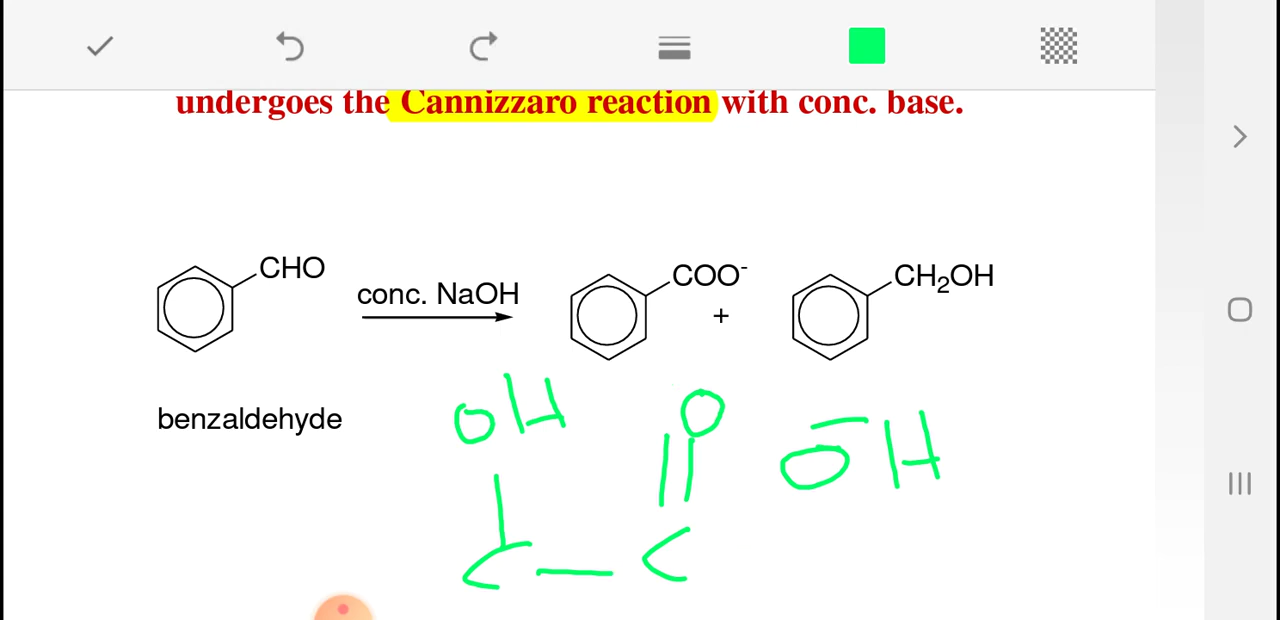 undergoes the Cannizzaro reaction with conc. base.
CHO
conc. NaOH
COO-
+
CH2OH
benzaldehyde
OH
O
ŌH
C — C